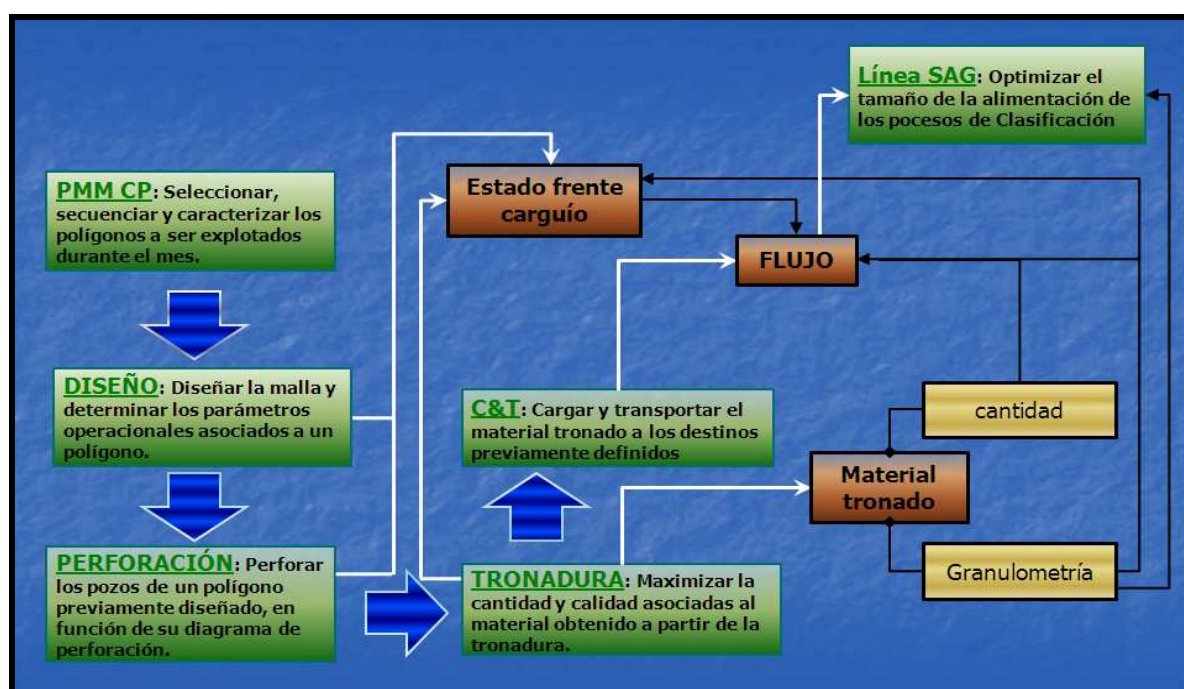 PMM CP: Seleccionar,
secuenciar y caracterizar los
polígonos a ser explotados
durante el mes.
DISEÑO: Diseñar la malla y
determinar los parámetros
operacionales asociados a un
polígono.
PERFORACIÓN: Perforar
los pozos de un polígono
previamente diseñado, en
función de su diagrama de
perforación.
TRONADURA: Maximizar la
cantidad y calidad asociadas al
material obtenido a partir de la
tronadura.
C&T: Cargar y transportar el
material tronado a los destinos
previamente definidos
Estado frente
carguío
FLUJO
Línea SAG: Optimizar el
tamaño de la alimentación de
los pocesos de Clasificación
cantidad
Material
tronado
Granulometría